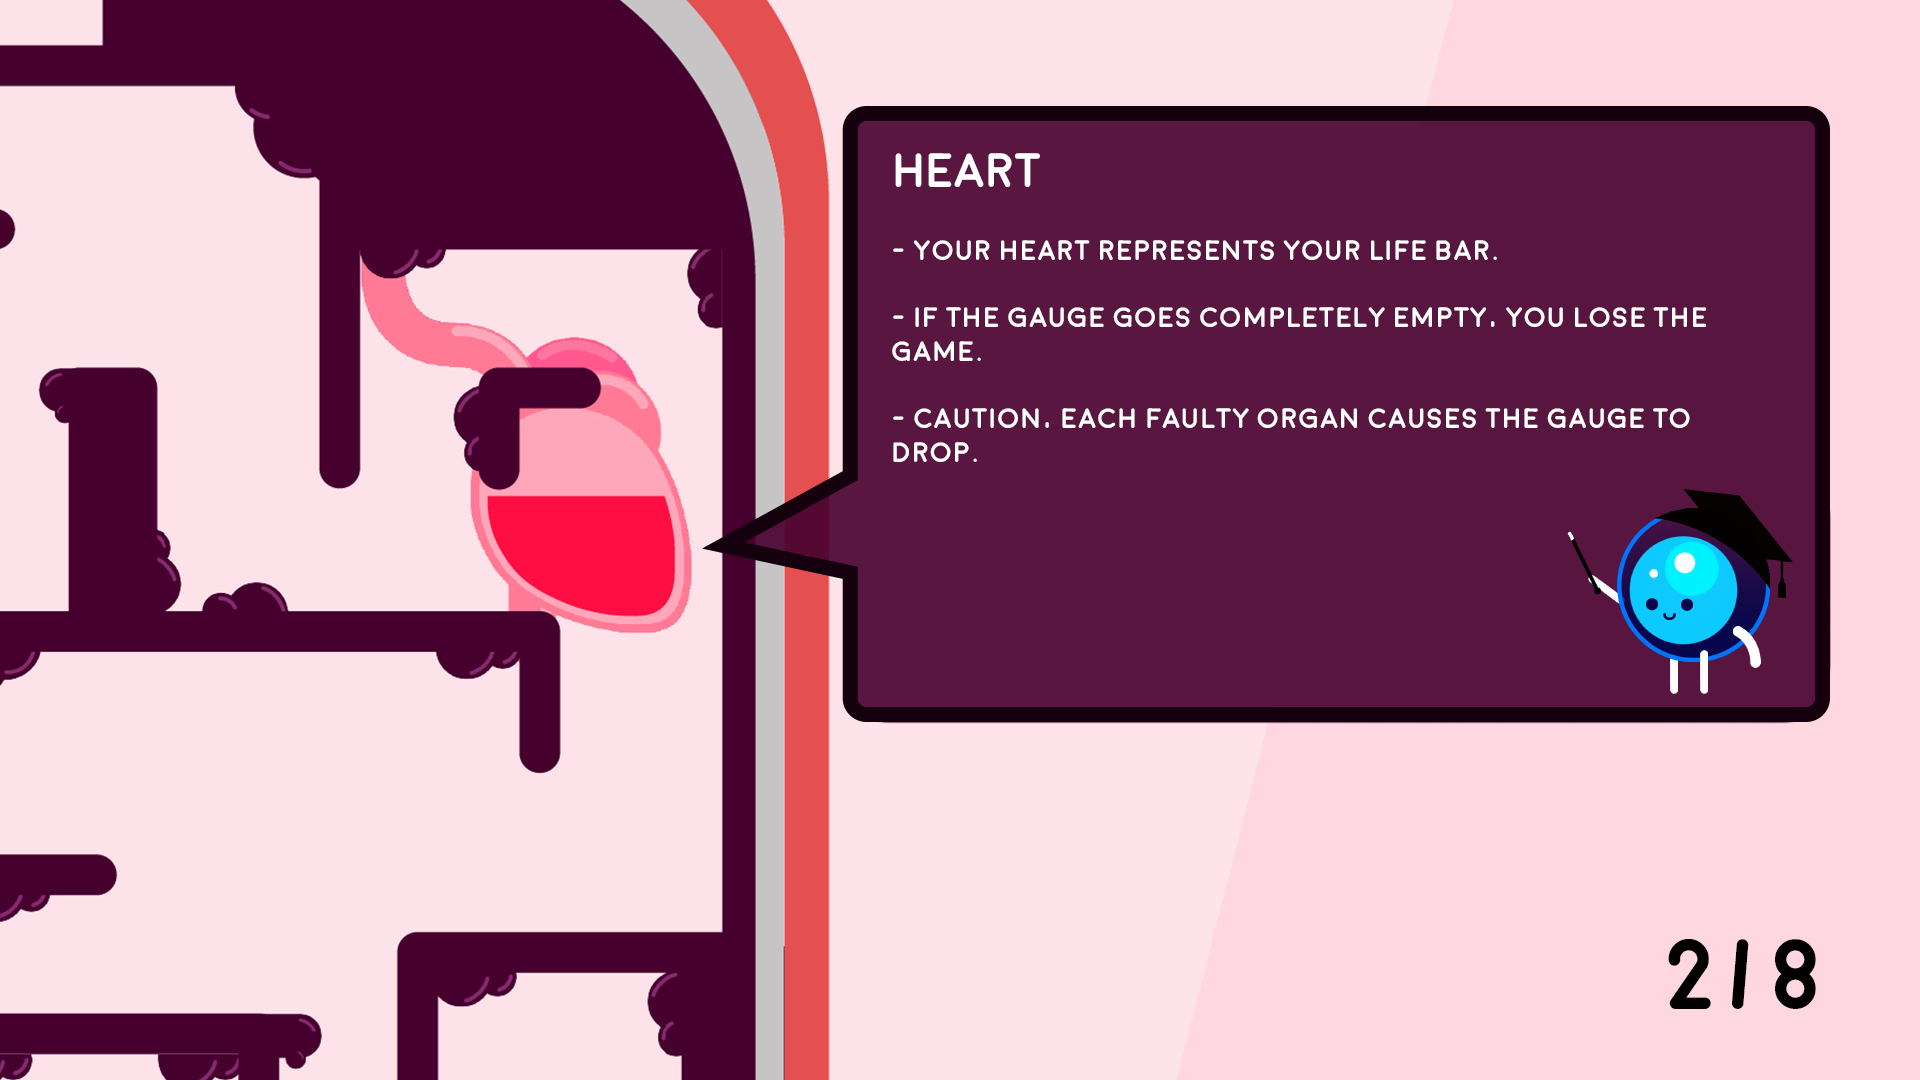 HEART
- YOUR HEART REPRESENTS YOUR LIFE BAR.
- IF THE GAUGE GOES COMPLETELY EMPTY. YOU LOSE THE
GAME.
- CAUTION. EACH FAULTY ORGAN CAUSES THE GAUGE TO
DROP.
2/8